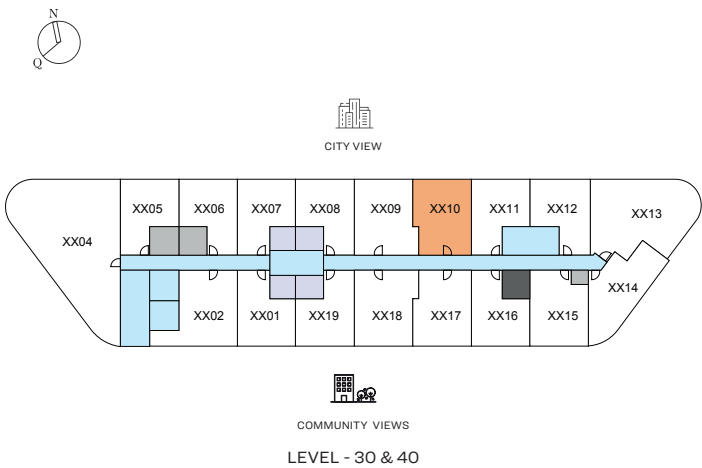 N
Q
CITY VIEW
XX05
XX06
XX07
XX08
XX09
XX10
XX11
XX12
XX13
XX04
XX14
XX02
XX01
XX19
XX18
XX17
XX16
XX15
COMMUNITY VIEWS
LEVEL - 30 & 40